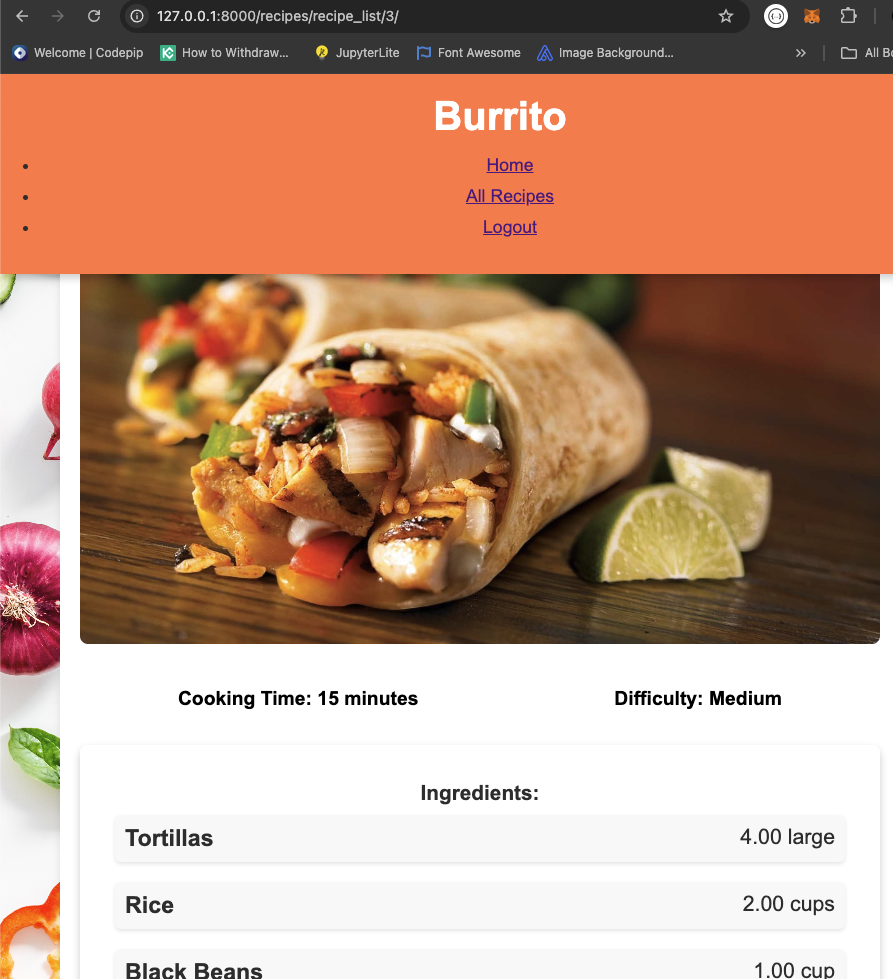 127.0.0.1:8000/recipes/recipe_list/3/
Welcome | Codepip How to Withdraw... JupyterLite Font Awesome Image Background... » All Bo
Burrito
Home
All Recipes
Logout
Cooking Time: 15 minutes Difficulty: Medium
Ingredients:
Tortillas 4.00 large
Rice 2.00 cups
Black Beans 1.00 cup